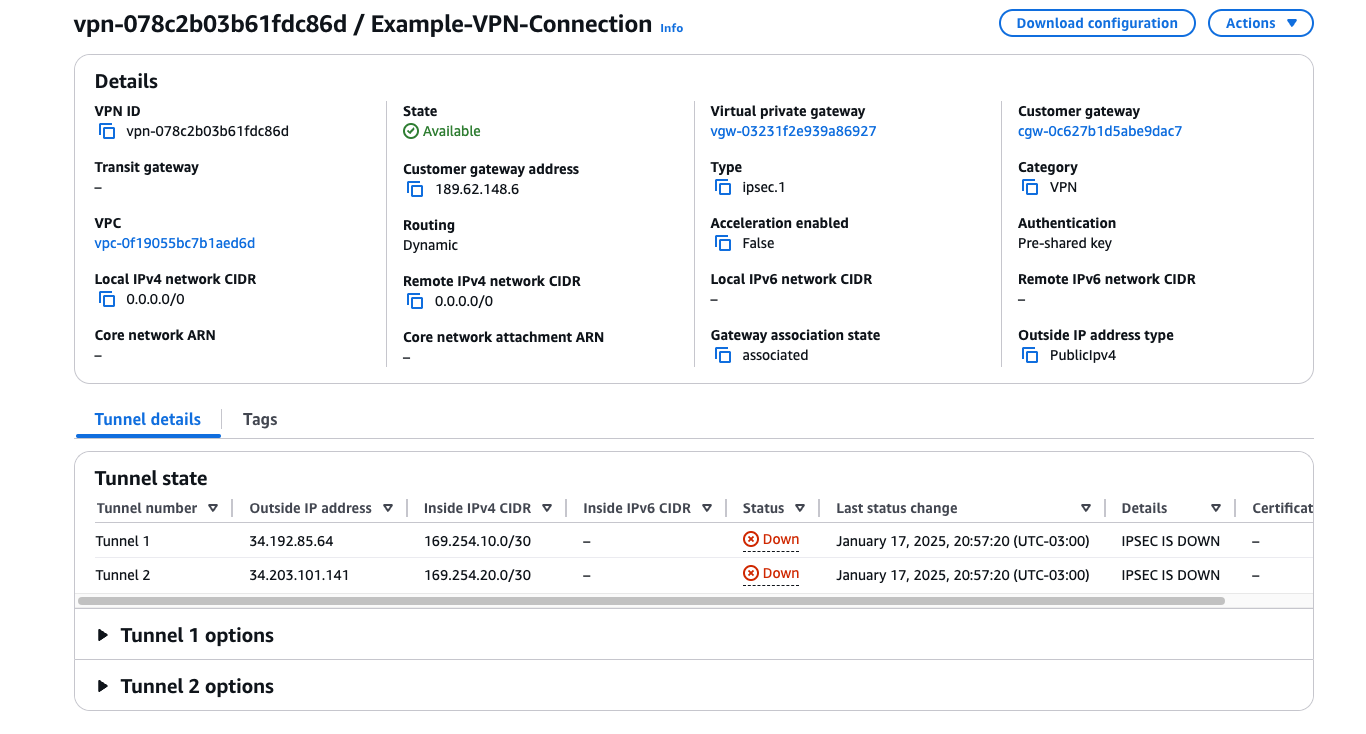 vpn-078c2b03b61fdc86d / Example-VPN-Connection Info
Download configuration
Actions
Details
VPN ID
vpn-078c2b03b61fdc86d
State
Available
Virtual private gateway
vgw-03231f2e939a86927
Customer gateway
cgw-0c627b1d5abe9dac7
Transit gateway
–
Customer gateway address
189.62.148.6
Type
ipsec.1
Category
VPN
VPC
vpc-0f19055bc7b1aed6d
Routing
Dynamic
Acceleration enabled
False
Authentication
Pre-shared key
Local IPv4 network CIDR
0.0.0.0/0
Remote IPv4 network CIDR
0.0.0.0/0
Local IPv6 network CIDR
–
Remote IPv6 network CIDR
–
Core network ARN
–
Core network attachment ARN
–
Gateway association state
associated
Outside IP address type
PublicIpv4
Tunnel details
Tags
Tunnel state
Tunnel number Outside IP address Inside IPv4 CIDR Inside IPv6 CIDR Status Last status change Details Certificat
Tunnel 1 34.192.85.64 169.254.10.0/30 – Down January 17, 2025, 20:57:20 (UTC-03:00) IPSEC IS DOWN –
Tunnel 2 34.203.101.141 169.254.20.0/30 – Down January 17, 2025, 20:57:20 (UTC-03:00) IPSEC IS DOWN –
Tunnel 1 options
Tunnel 2 options